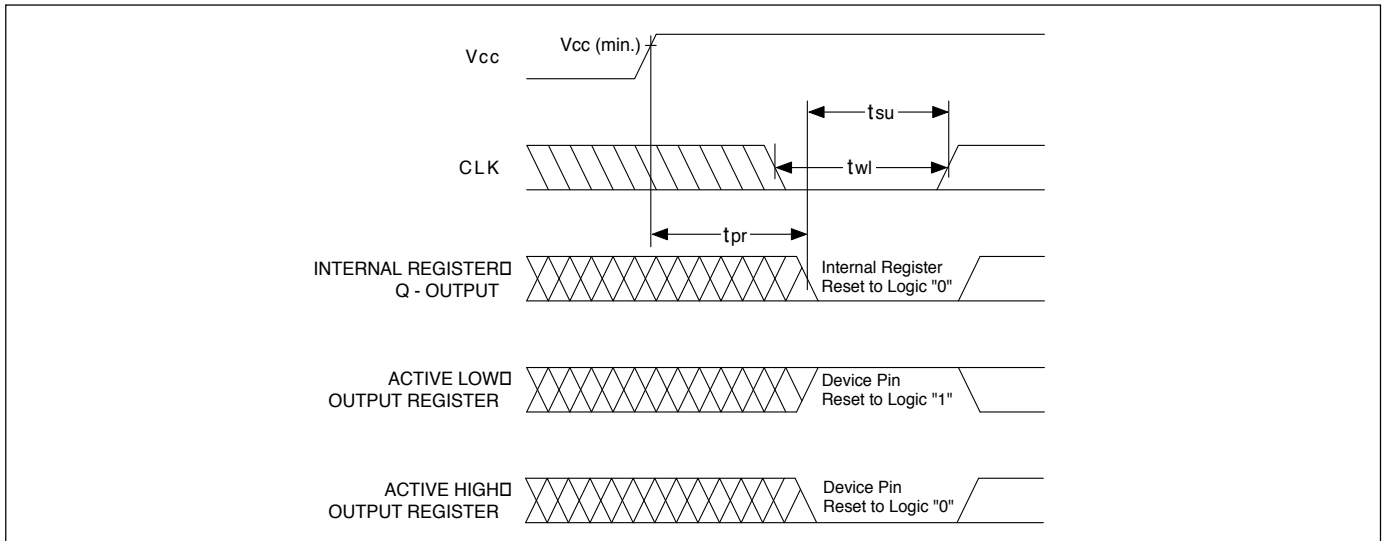 Vcc
Vcc (min.)
tsu
CLK
twl
tpr
INTERNAL REGISTER□
Q - OUTPUT
Internal Register
Reset to Logic "0"
ACTIVE LOW□
OUTPUT REGISTER
Device Pin
Reset to Logic "1"
ACTIVE HIGH□
OUTPUT REGISTER
Device Pin
Reset to Logic "0"